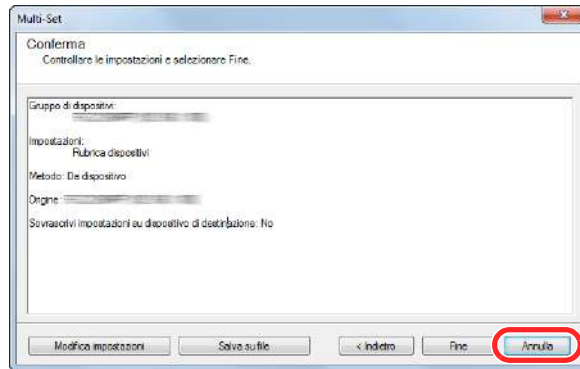 Multi-Set
Conferma
Controllare le impostazioni e selezionare Fine.
Gruppo di dispositivi:
Impostazioni:
Rubrica dispositivi
Metodo: Da dispositivo
Origine:
Sovrascrivi impostazioni su dispositivo di destinazione: No
Modifica impostazioni
Salva su file
< Indietro
Fine
Annulla